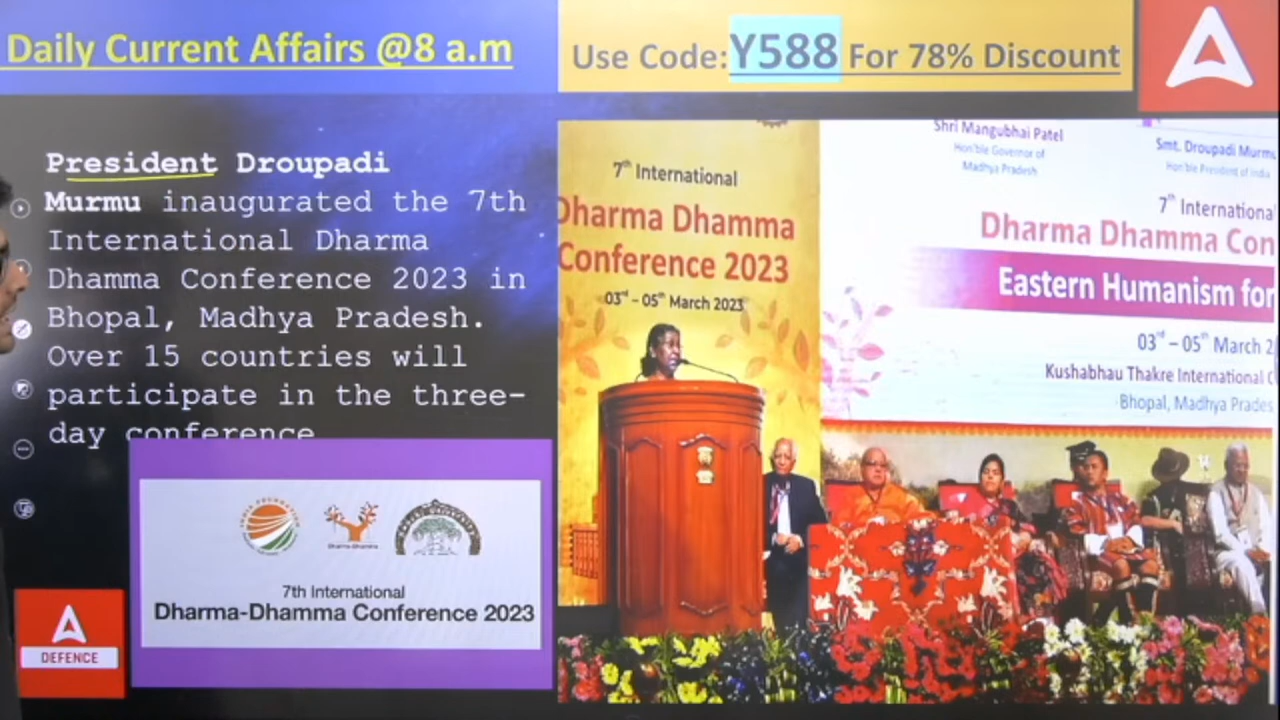 Daily Current Affairs @8 a.m
Use Code:Y588 For 78% Discount
President Droupadi
Murmu inaugurated the 7th
International Dharma
Dhamma Conference 2023 in
Bhopal, Madhya Pradesh.
Over 15 countries will
participate in the three-
day conference
7th International
Dharma-Dhamma Conference 2023
DEFENCE
7th International
Dharma Dhamma
Conference 2023
03rd – 05th March 2023
Shri Mangubhai Patel
Hon'ble Governor of
Madhya Pradesh
Smt. Droupadi Murmu
Hon'ble President of India
7th International
Dharma Dhamma Con
Eastern Humanism for
03rd – 05th March 2
Kushabhau Thakre International C
Bhopal, Madhya Prades